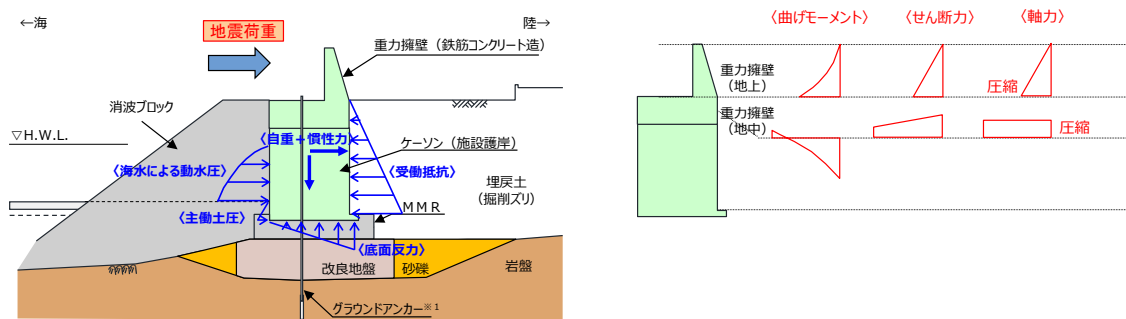 ←海
陸→
地震荷重
重力擁壁（鉄筋コンクリート造）
消波ブロック
▽H.W.L.
〈自重＋慣性力〉
ケーソン（施設護岸）
〈海水による動水圧〉
〈受働抵抗〉
埋戻土
（掘削ズリ）
〈主働土圧〉
MMR
〈底面反力〉
改良地盤
砂礫
岩盤
グラウンドアンカー※１
〈曲げモーメント〉
〈せん断力〉
〈軸力〉
重力擁壁
（地上）
圧縮
重力擁壁
（地中）
圧縮